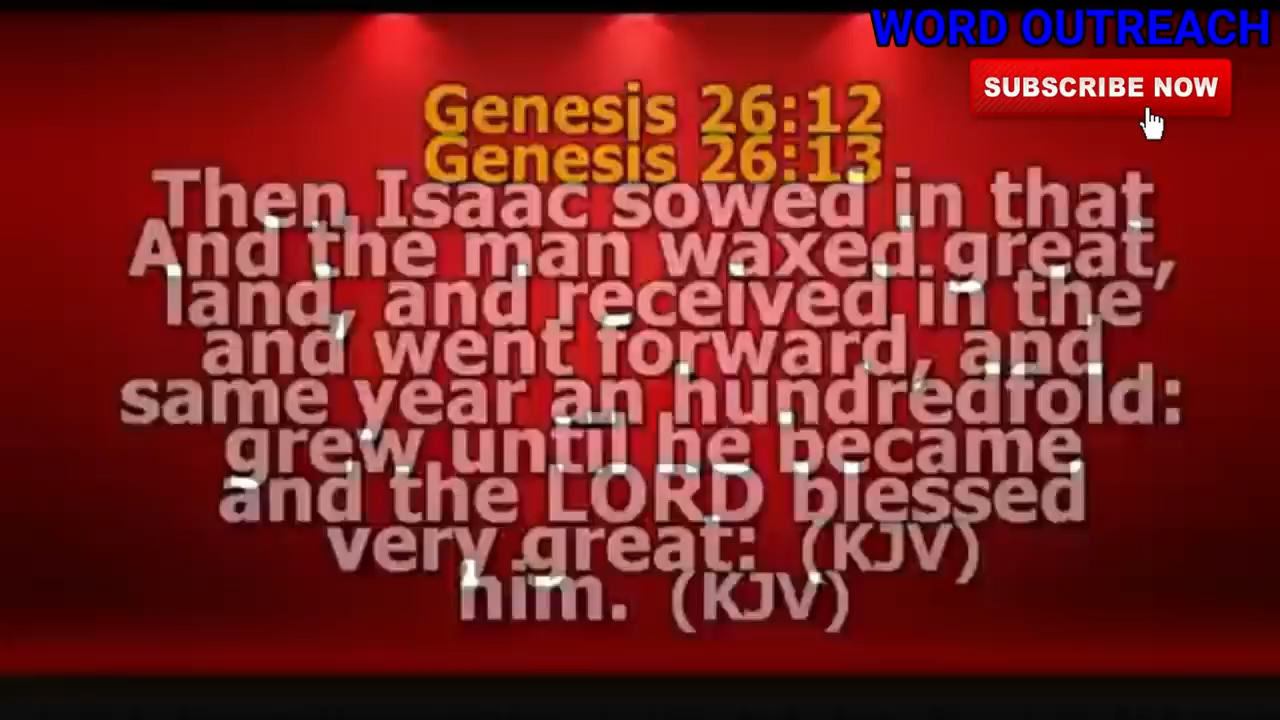 WORD OUTREACH
SUBSCRIBE NOW
Genesis 26:12
Genesis 26:13
Then Isaac sowed in that
And the man waxed great,
land, and received in the
and went forward, and
same year an hundredfold:
grew until he became
and the LORD blessed
very great: (KJV)
him. (KJV)